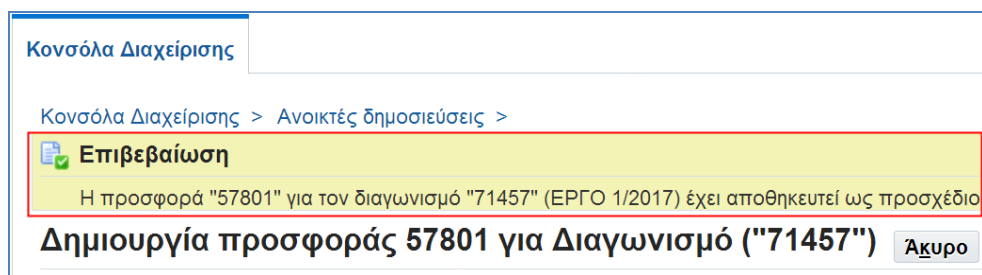 Κονσόλα Διαχείρισης
Κονσόλα Διαχείρισης > Ανοικτές δημοσιεύσεις >
Επιβεβαίωση
Η προσφορά "57801" για τον διαγωνισμό "71457" (ΕΡΓΟ 1/2017) έχει αποθηκευτεί ως προσχέδιο
Δημιουργία προσφοράς 57801 για Διαγωνισμό ("71457") Άκυρο